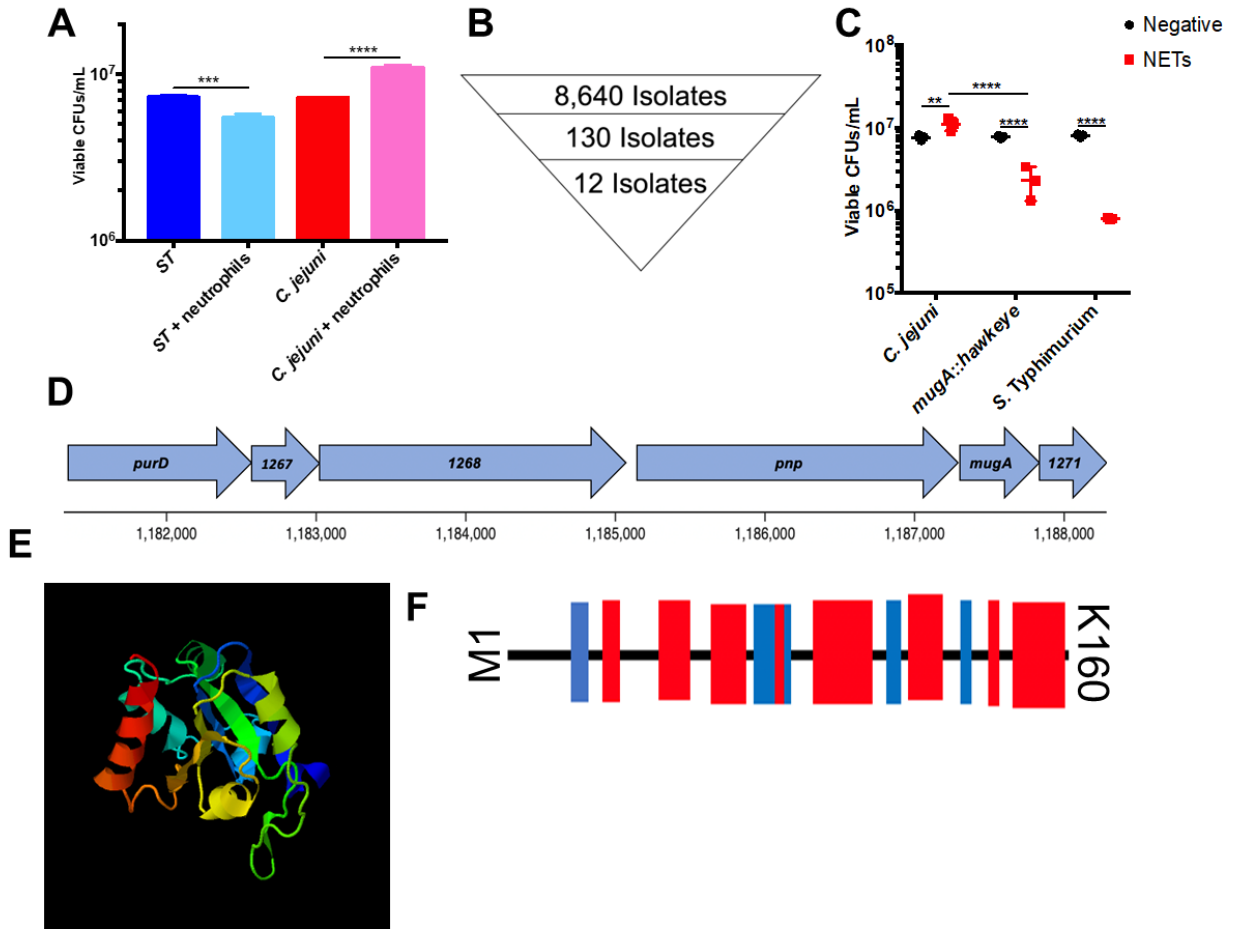 A
Viable CFUs/mL
10⁷
10⁶
***
****
ST
ST + neutrophils
C. jejuni
C. jejuni + neutrophils
B
8,640 Isolates
130 Isolates
12 Isolates
C
Negative
NETs
Viable CFUs/mL
10⁸
10⁷
10⁶
10⁵
**
****
****
****
C. jejuni
mugA::hawkeye
S. Typhimurium
D
purD
1267
1268
pnp
mugA
1271
1,182,000
1,183,000
1,184,000
1,185,000
1,186,000
1,187,000
1,188,000
E
F
M1
K160